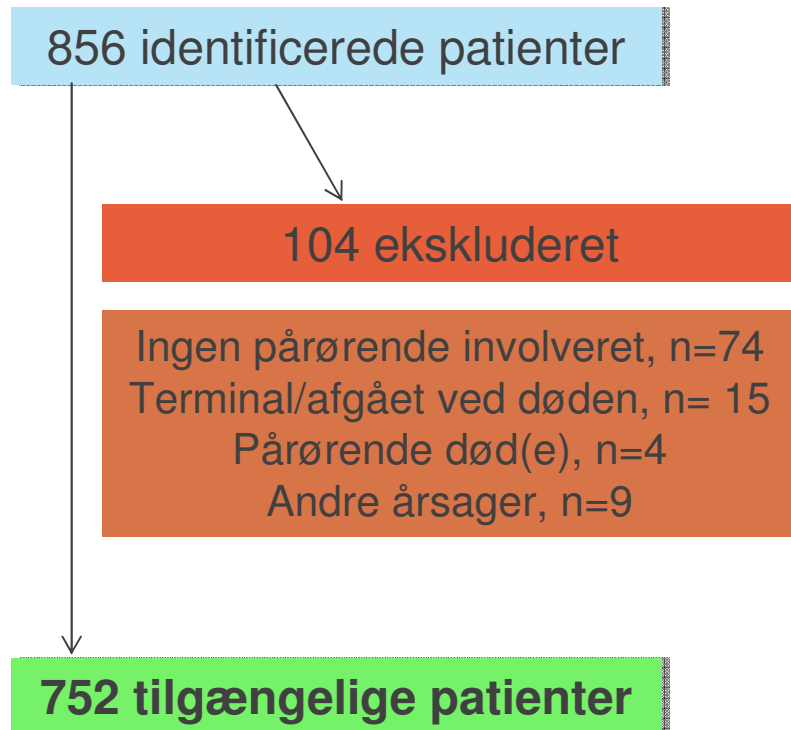 856 identificerede patienter
104 ekskluderet
Ingen pårørende involveret, n=74
Terminal/afgået ved døden, n= 15
Pårørende død(e), n=4
Andre årsager, n=9
752 tilgængelige patienter